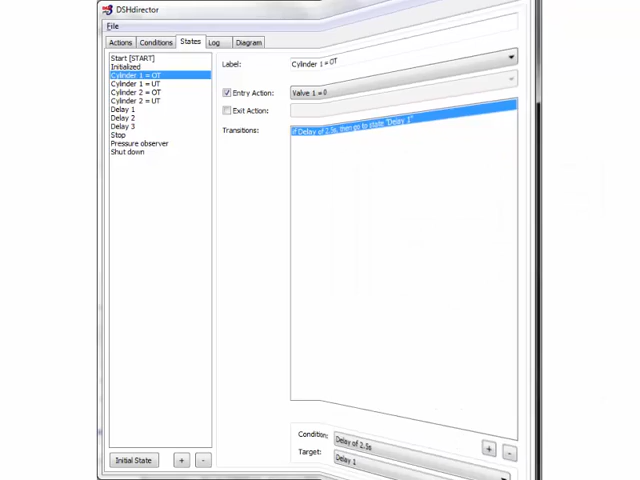 DSHdirector
File
Actions Conditions States Log Diagram
Start [START]
Initialized
Cylinder 1 = OT
Cylinder 1 = UT
Cylinder 2 = OT
Cylinder 2 = UT
Delay 1
Delay 2
Delay 3
Stop
Pressure observer
Shut down
Label: Cylinder 1 = OT
Entry Action: Valve 1 = 0
Exit Action:
Transitions: if Delay of 2.5s, then go to state "Delay 1"
Condition: Delay of 2.5s
Target: Delay 1
Initial State + - + -